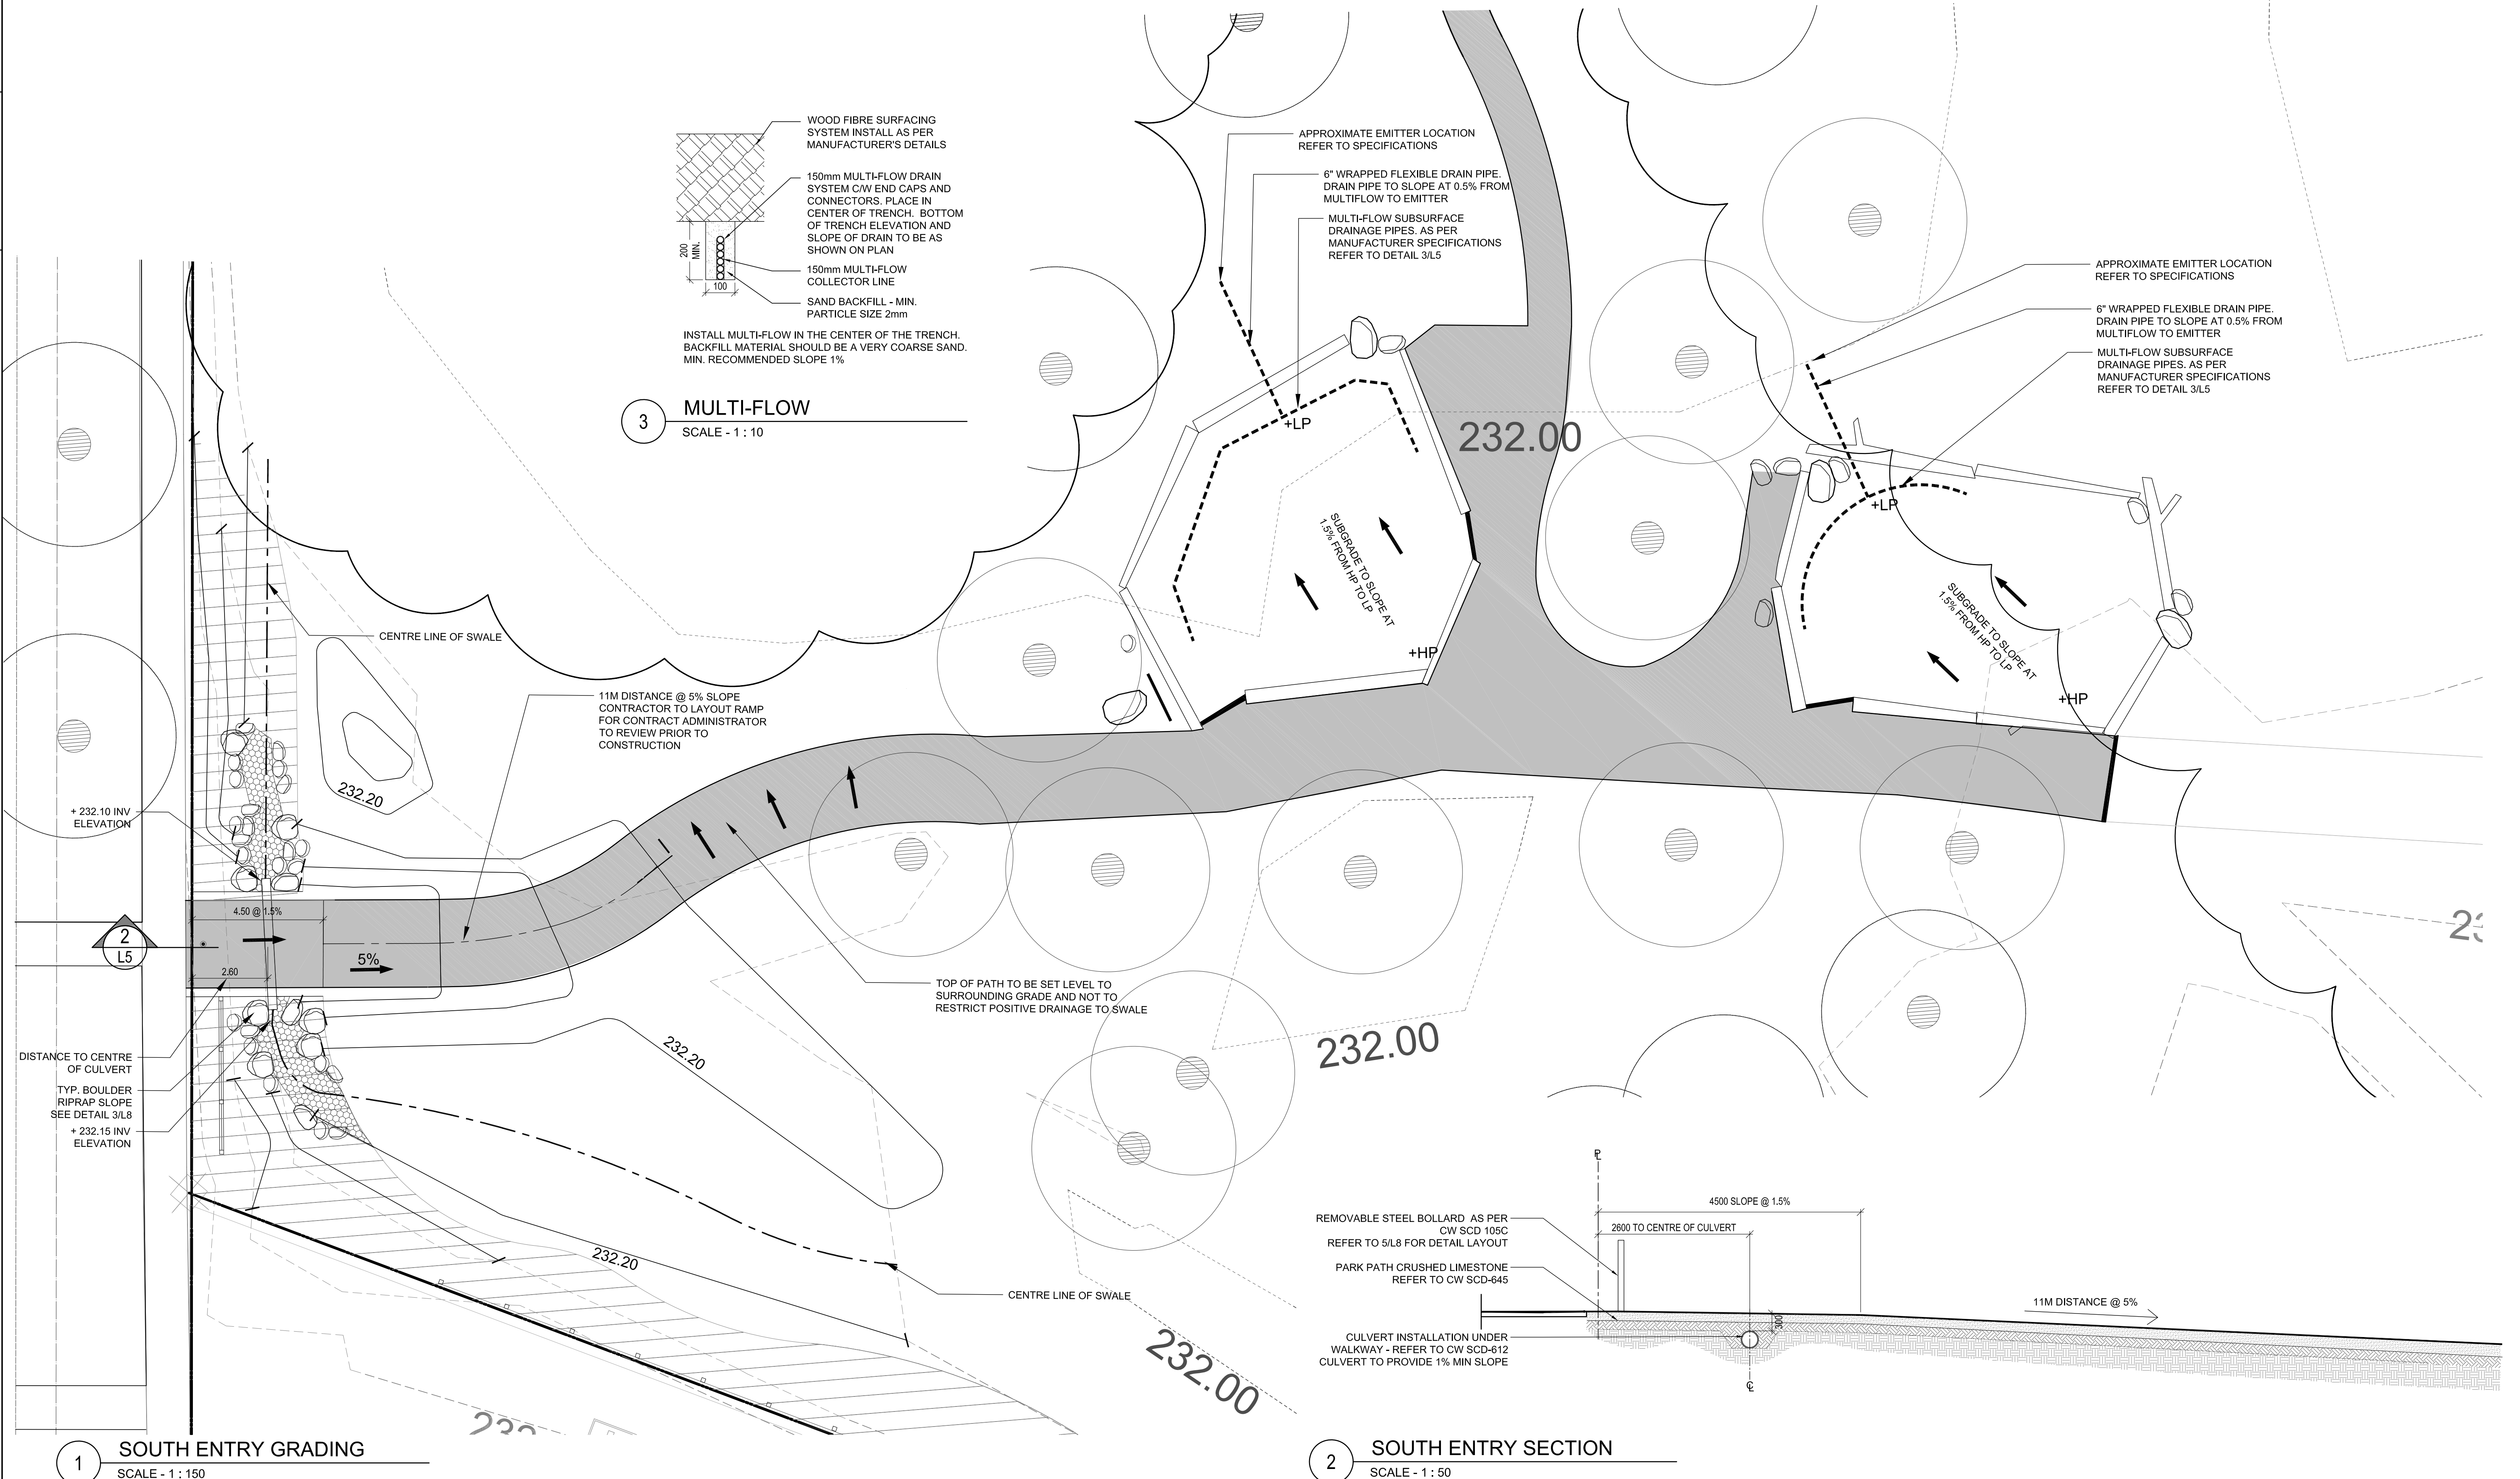 WOOD FIBRE SURFACING
SYSTEM INSTALL AS PER
MANUFACTURER'S DETAILS
150mm MULTI-FLOW DRAIN
SYSTEM C/W END CAPS AND
CONNECTORS. PLACE IN
CENTER OF TRENCH. BOTTOM
OF TRENCH ELEVATION AND
SLOPE OF DRAIN TO BE AS
SHOWN ON PLAN
150mm MULTI-FLOW
COLLECTOR LINE
SAND BACKFILL - MIN.
PARTICLE SIZE 2mm
200
MIN.
100
INSTALL MULTI-FLOW IN THE CENTER OF THE TRENCH.
BACKFILL MATERIAL SHOULD BE A VERY COARSE SAND.
MIN. RECOMMENDED SLOPE 1%
3
MULTI-FLOW
SCALE - 1 : 10
APPROXIMATE EMITTER LOCATION
REFER TO SPECIFICATIONS
6" WRAPPED FLEXIBLE DRAIN PIPE.
DRAIN PIPE TO SLOPE AT 0.5% FROM
MULTIFLOW TO EMITTER
MULTI-FLOW SUBSURFACE
DRAINAGE PIPES. AS PER
MANUFACTURER SPECIFICATIONS
REFER TO DETAIL 3/L5
APPROXIMATE EMITTER LOCATION
REFER TO SPECIFICATIONS
6" WRAPPED FLEXIBLE DRAIN PIPE.
DRAIN PIPE TO SLOPE AT 0.5% FROM
MULTIFLOW TO EMITTER
MULTI-FLOW SUBSURFACE
DRAINAGE PIPES. AS PER
MANUFACTURER SPECIFICATIONS
REFER TO DETAIL 3/L5
+LP
232.00
+LP
SUBGRADE TO SLOPE AT
1.5% FROM HP TO LP
+HP
SUBGRADE TO SLOPE AT
1.5% FROM HP TO LP
+HP
CENTRE LINE OF SWALE
11M DISTANCE @ 5% SLOPE
CONTRACTOR TO LAYOUT RAMP
FOR CONTRACT ADMINISTRATOR
TO REVIEW PRIOR TO
CONSTRUCTION
232.20
+ 232.10 INV
ELEVATION
4.50 @ 1.5%
2
L5
5%
2.60
TOP OF PATH TO BE SET LEVEL TO
SURROUNDING GRADE AND NOT TO
RESTRICT POSITIVE DRAINAGE TO SWALE
DISTANCE TO CENTRE
OF CULVERT
TYP. BOULDER
RIPRAP SLOPE
SEE DETAIL 3/L8
+ 232.15 INV
ELEVATION
232.20
232.00
232.20
CENTRE LINE OF SWALE
232.00
1
SOUTH ENTRY GRADING
SCALE - 1 : 150
4500 SLOPE @ 1.5%
2600 TO CENTRE OF CULVERT
REMOVABLE STEEL BOLLARD AS PER
CW SCD 105C
REFER TO 5/L8 FOR DETAIL LAYOUT
PARK PATH CRUSHED LIMESTONE
REFER TO CW SCD-645
11M DISTANCE @ 5%
300
CULVERT INSTALLATION UNDER
WALKWAY - REFER TO CW SCD-612
CULVERT TO PROVIDE 1% MIN SLOPE
2
SOUTH ENTRY SECTION
SCALE - 1 : 50